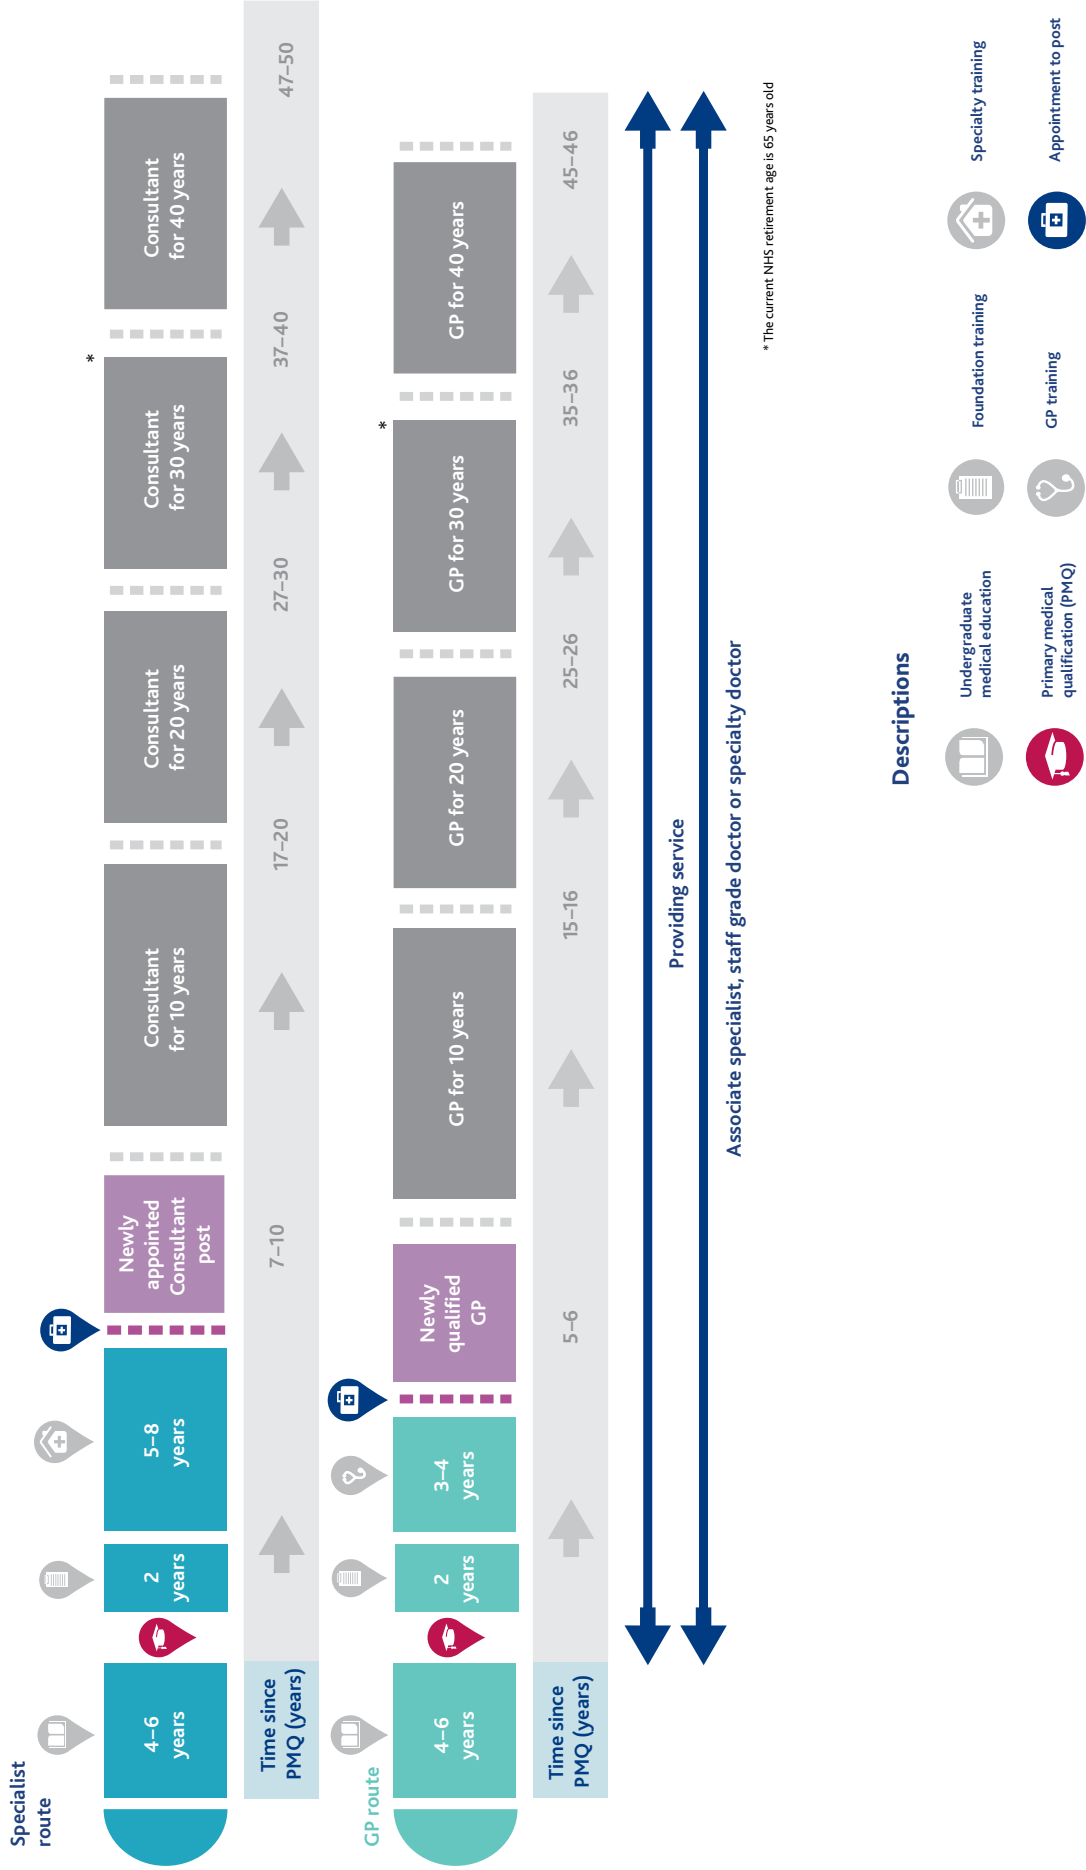 Specialist
route
4–6
years
2
years
5–8
years
Newly
appointed
Consultant
post
Consultant
for 10 years
Consultant
for 20 years
Consultant
for 30 years
*
Consultant
for 40 years
Time since
PMQ (years)
7–10
17–20
27–30
37–40
47–50
GP route
4–6
years
2
years
3–4
years
Newly
qualified
GP
GP for 10 years
GP for 20 years
GP for 30 years
*
GP for 40 years
Time since
PMQ (years)
5–6
15–16
25–26
35–36
45–46
Providing service
Associate specialist, staff grade doctor or specialty doctor
* The current NHS retirement age is 65 years old
Descriptions
Undergraduate
medical education
Foundation training
Specialty training
Primary medical
qualification (PMQ)
GP training
Appointment to post